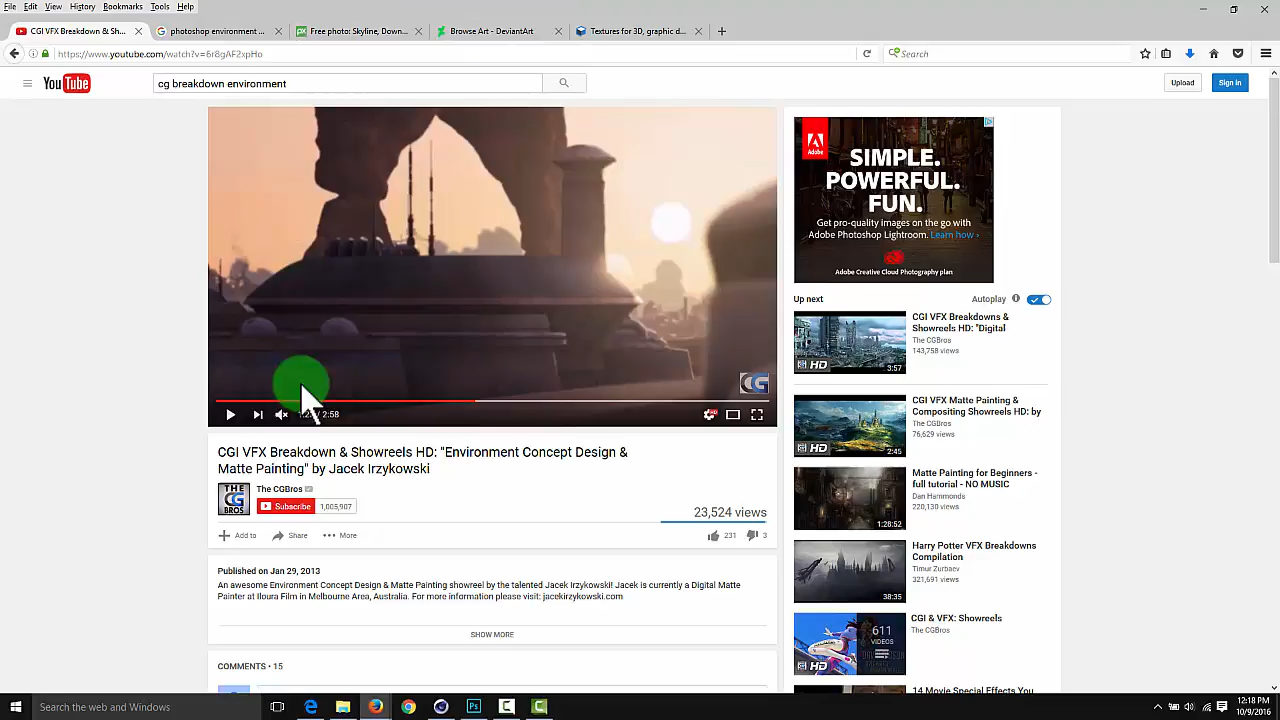 File Edit View History Bookmarks Tools Help
CGI VFX Breakdown & Sh...
photoshop environment ...
Free photo: Skyline, Down...
Browse Art - DeviantArt
Textures for 3D, graphic d...
https://www.youtube.com/watch?v=6r8gAF2xpHo
Search
YouTube
cg breakdown environment
Upload
Sign in
CG
2:58
CGI VFX Breakdown & Showreels HD: "Environment Concept Design &
Matte Painting" by Jacek Irzykowski
THE CG BROS
The CGBros
Subscribe 1,005,907
23,524 views
Add to Share More
231 3
Published on Jan 29, 2013
An awesome Environment Concept Design & Matte Painting showreel by the talented Jacek Irzykowski! Jacek is currently a Digital Matte
Painter at Iloura Film in Melbourne Area, Australia. For more information please visit: jacekirzykowski.com
SHOW MORE
COMMENTS • 15
Adobe
SIMPLE.
POWERFUL.
FUN.
Get pro-quality images on the go with
Adobe Photoshop Lightroom. Learn how ›
Adobe Creative Cloud Photography plan
Up next
Autoplay
CGI VFX Breakdowns &
Showreels HD: "Digital
The CGBros
143,758 views
HD
3:57
CGI VFX Matte Painting &
Compositing Showreels HD: by
The CGBros
76,629 views
HD
2:45
Matte Painting for Beginners -
full tutorial - NO MUSIC
Dan Hammonds
220,130 views
1:28:52
Harry Potter VFX Breakdowns
Compilation
Timur Zurbaev
321,691 views
38:35
CGI & VFX: Showreels
The CGBros
611
VIDEOS
HD
14 Movie Special Effects You
Search the web and Windows
Ps
12:18 PM
10/9/2016